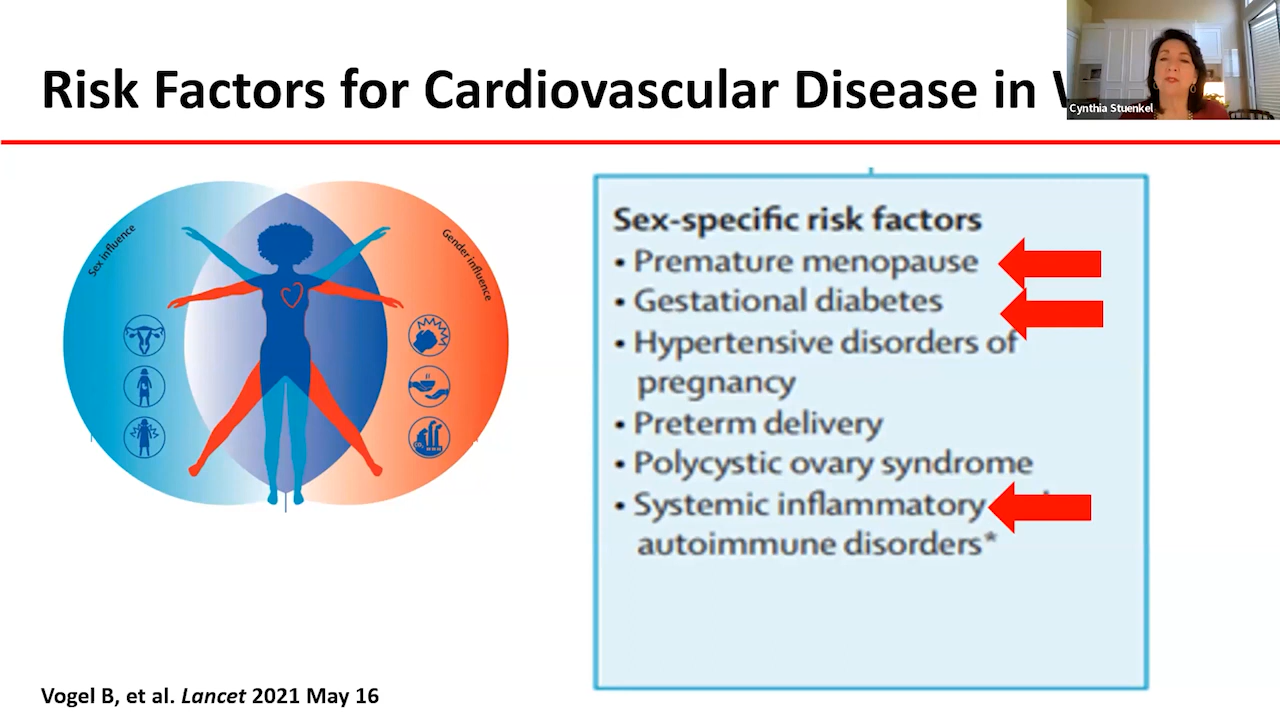 Risk Factors for Cardiovascular Disease in
Cynthia Stuenkel
Sex influence
Gender influence
Sex-specific risk factors
• Premature menopause
• Gestational diabetes
• Hypertensive disorders of
pregnancy
• Preterm delivery
• Polycystic ovary syndrome
• Systemic inflammatory
autoimmune disorders*
Vogel B, et al. Lancet 2021 May 16